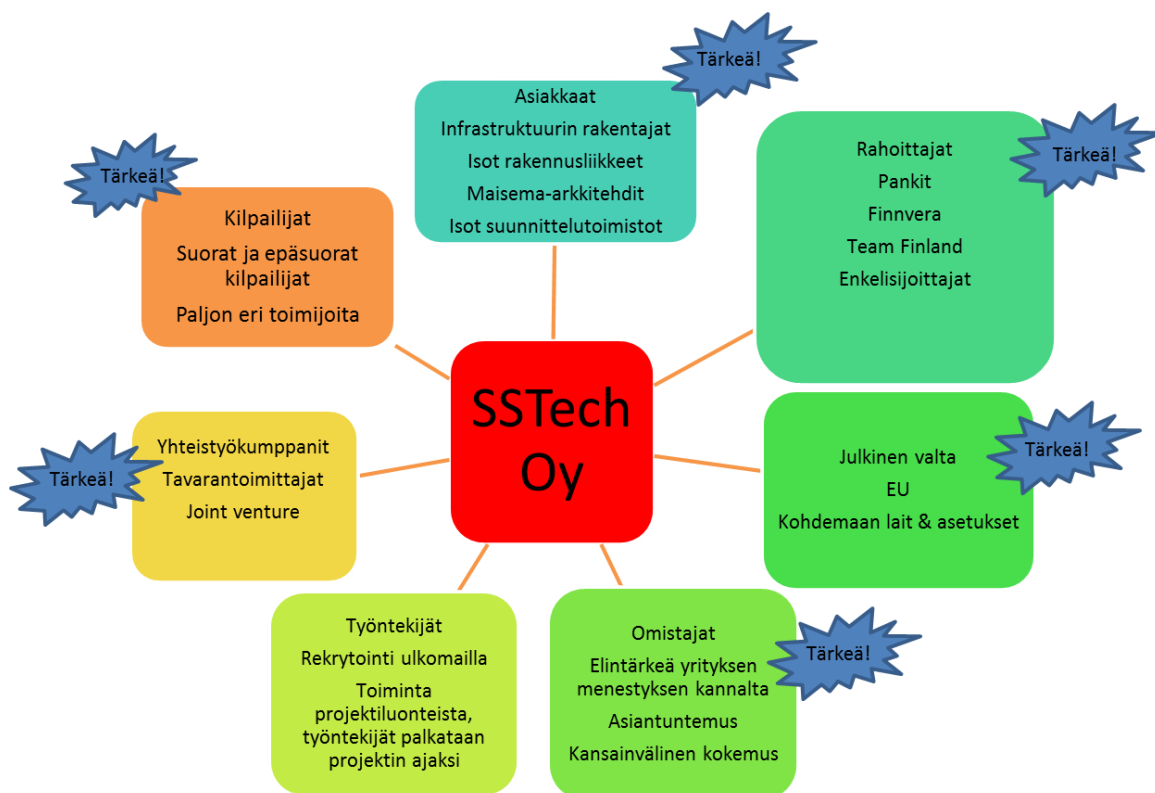 Tärkeä!
Asiakkaat
Infrastruktuurin rakentajat
Isot rakennusliikkeet
Maisema-arkkitehdit
Isot suunnittelutoimistot
Tärkeä!
Rahoittajat
Pankit
Finnvera
Team Finland
Enkelisijoittajat
Tärkeä!
Kilpailijat
Suorat ja epäsuorat
kilpailijat
Paljon eri toimijoita
SSTech
Oy
Tärkeä!
Julkinen valta
EU
Kohdemaan lait & asetukset
Tärkeä!
Yhteistyökumppanit
Tavarantoimittajat
Joint venture
Työntekijät
Rekrytointi ulkomailla
Toiminta
projektiluonteista,
työntekijät palkataan
projektin ajaksi
Tärkeä!
Omistajat
Elintärkeä yrityksen
menestyksen kannalta
Asiantuntemus
Kansainvälinen kokemus